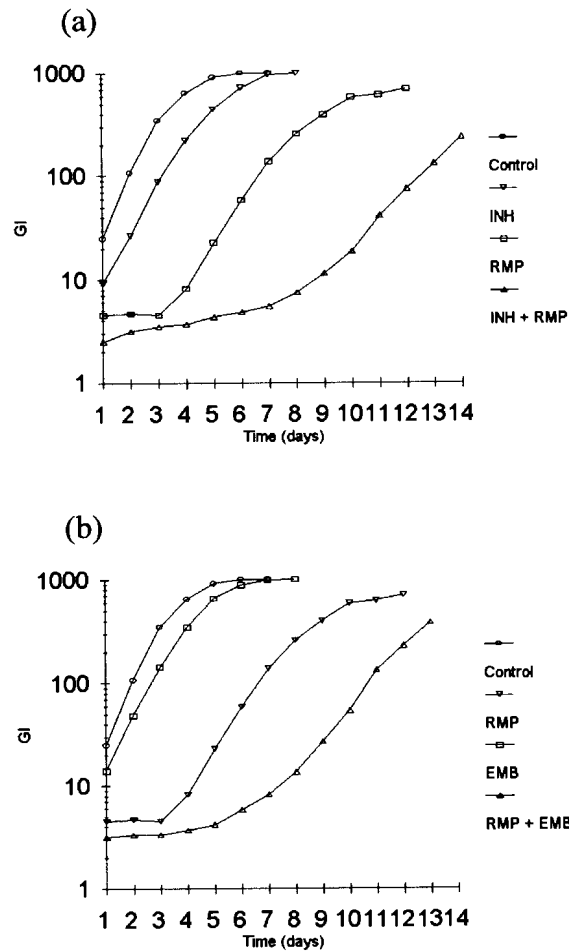 (a)
1000
100
10
1
GI
1 2 3 4 5 6 7 8 9 10 11 12 13 14
Time (days)
Control
INH
RMP
INH + RMP
(b)
1000
100
10
1
GI
1 2 3 4 5 6 7 8 9 10 11 12 13 14
Time (days)
Control
RMP
EMB
RMP + EMB